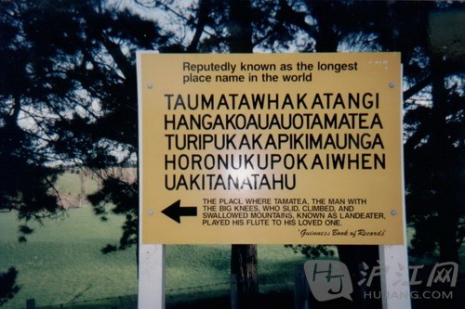 Reputedly known as the longest
place name in the world
TAUMATAWHAKATANGI
HANGAKOAUAUOTAMATEA
TURIPUKAKAPIKIMAUNGA
HORONUKUPOKAIWHEN
UAKITANATAHU
THE PLACE WHERE TAMATEA, THE MAN WITH
THE BIG KNEES, WHO SLID, CLIMBED, AND
SWALLOWED MOUNTAINS, KNOWN AS LANDEATER,
PLAYED HIS FLUTE TO HIS LOVED ONE.
"Guinness Book of Records"
HJ 沪江网
HUJIANG.COM